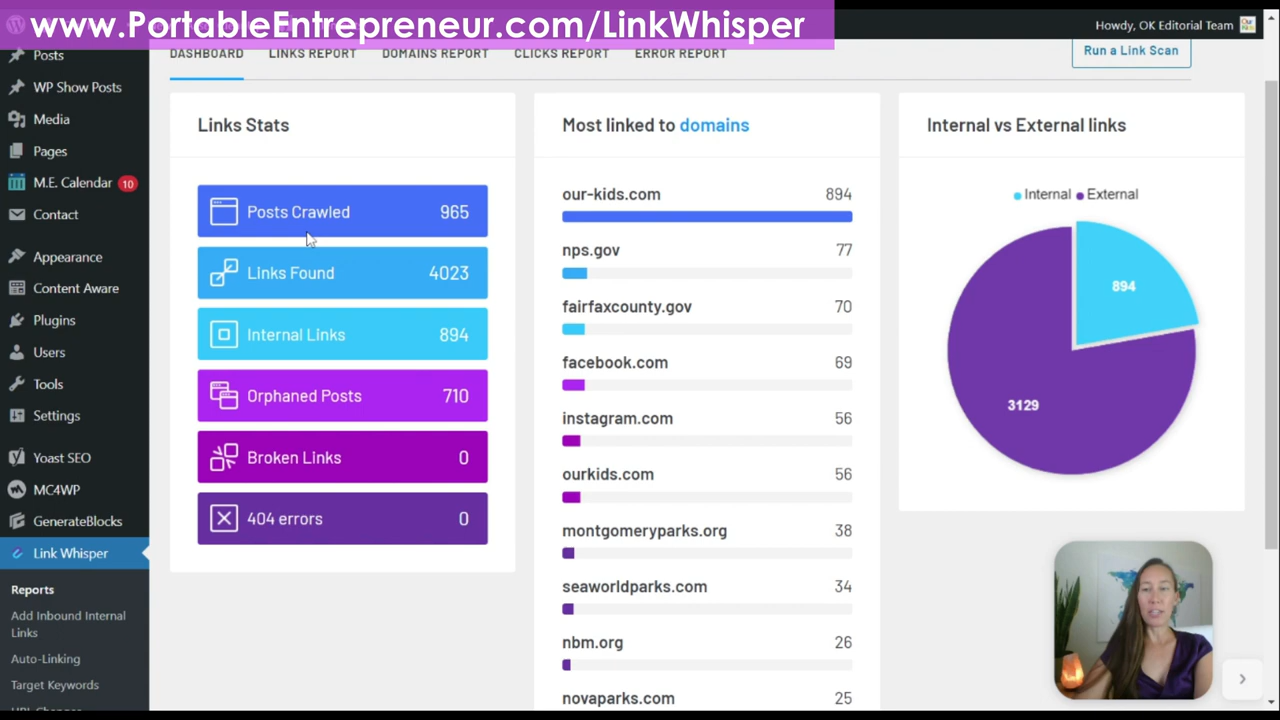 www.PortableEntrepreneur.com/LinkWhisper
Howdy, OK Editorial Team
Posts
WP Show Posts
Media
Pages
M.E. Calendar 10
Contact
Appearance
Content Aware
Plugins
Users
Tools
Settings
Yoast SEO
MC4WP
GenerateBlocks
Link Whisper
Reports
Add Inbound Internal
Links
Auto-Linking
Target Keywords
DASHBOARD LINKS REPORT DOMAINS REPORT CLICKS REPORT ERROR REPORT
Run a Link Scan
Links Stats
Posts Crawled 965
Links Found 4023
Internal Links 894
Orphaned Posts 710
Broken Links 0
404 errors 0
Most linked to domains
our-kids.com 894
nps.gov 77
fairfaxcounty.gov 70
facebook.com 69
instagram.com 56
ourkids.com 56
montgomeryparks.org 38
seaworldparks.com 34
nbm.org 26
novaparks.com 25
Internal vs External links
Internal External
894
3129